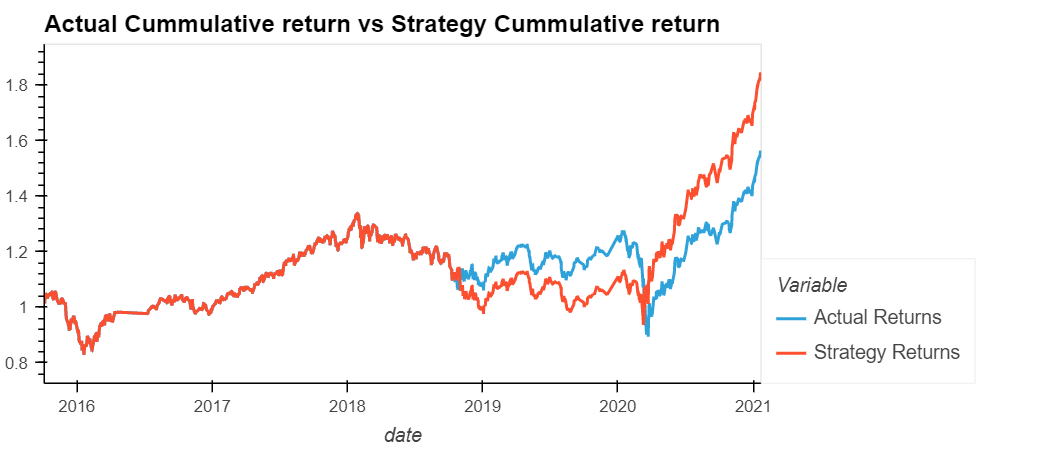 Actual Cummulative return vs Strategy Cummulative return
1.8
1.6
1.4
1.2
1
0.8
2016 2017 2018 2019 2020 2021
date
Variable
Actual Returns
Strategy Returns